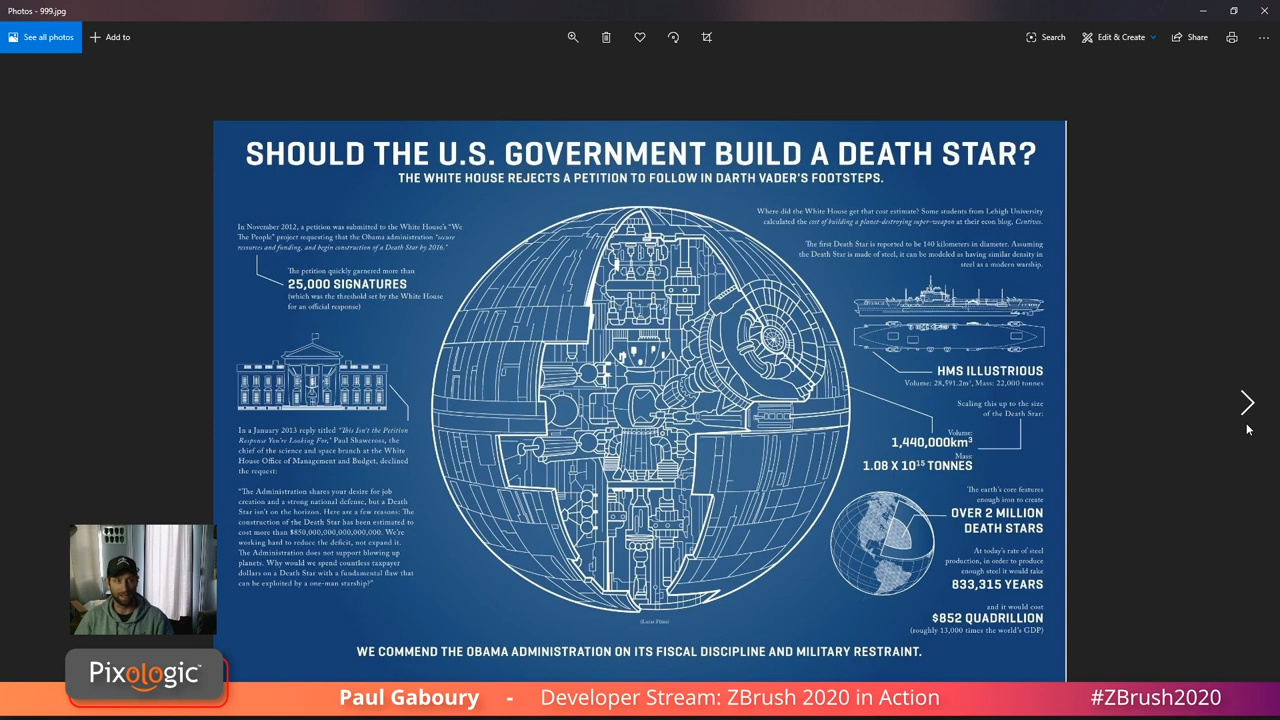 Photos - 999.jpg
See all photos
Add to
Search
Edit & Create
Share
SHOULD THE U.S. GOVERNMENT BUILD A DEATH STAR?
THE WHITE HOUSE REJECTS A PETITION TO FOLLOW IN DARTH VADER'S FOOTSTEPS.
In November 2012, a petition was submitted to the White House's "We
The People" project requesting that the Obama administration "secure
resources and funding, and begin construction of a Death Star by 2016."
The petition quickly garnered more than
25,000 SIGNATURES
(which was the threshold set by the White House
for an official response)
In a January 2013 reply titled "This Isn't the Petition
Response You're Looking For," Paul Shawcross, the
chief of the science and space branch at the White
House Office of Management and Budget, declined
the request:
"The Administration shares your desire for job
creation and a strong national defense, but a Death
Star isn't on the horizon. Here are a few reasons: The
construction of the Death Star has been estimated to
cost more than $850,000,000,000,000,000. We're
working hard to reduce the deficit, not expand it.
The Administration does not support blowing up
planets. Why would we spend countless taxpayer
dollars on a Death Star with a fundamental flaw that
can be exploited by a one-man starship?"
Where did the White House get that cost estimate? Some students from Lehigh University
calculated the cost of building a planet-destroying super-weapon at their econ blog, Centives.
The first Death Star is reported to be 140 kilometers in diameter. Assuming
the Death Star is made of steel, it can be modeled as having similar density in
steel as a modern warship.
HMS ILLUSTRIOUS
Volume: 28,591.2m³, Mass: 22,000 tonnes
Scaling this up to the size
of the Death Star:
Volume:
1,440,000km³
Mass:
1.08 X 10¹⁵ TONNES
The earth's core features
enough iron to create
OVER 2 MILLION
DEATH STARS
At today's rate of steel
production, in order to produce
enough steel it would take
833,315 YEARS
and it would cost
$852 QUADRILLION
(roughly 13,000 times the world's GDP)
WE COMMEND THE OBAMA ADMINISTRATION ON ITS FISCAL DISCIPLINE AND MILITARY RESTRAINT.
Pixologic™
Paul Gaboury - Developer Stream: ZBrush 2020 in Action #ZBrush2020